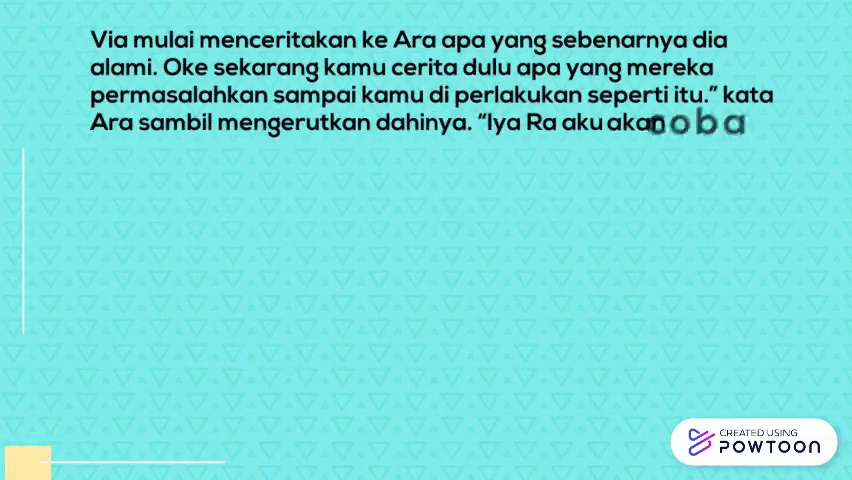 Via mulai menceritakan ke Ara apa yang sebenarnya dia
alami. Oke sekarang kamu cerita dulu apa yang mereka
permasalahkan sampai kamu di perlakukan seperti itu.” kata
Ara sambil mengerutkan dahinya. “Iya Ra aku akan coba
CREATED USING
POWTOON